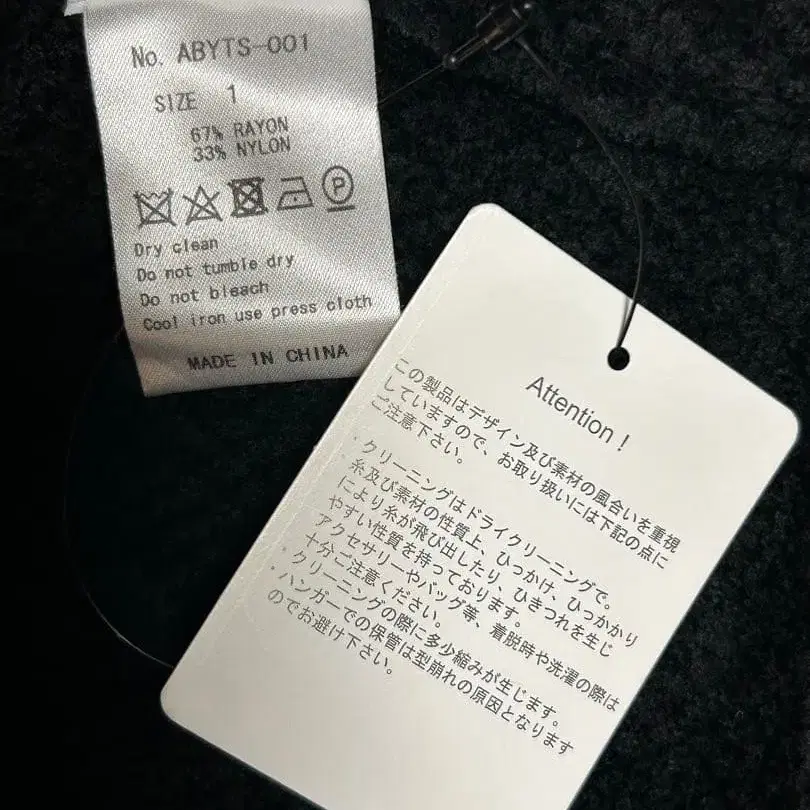 No. ABYTS-001
SIZE 1
67% RAYON
33% NYLON
P
Dry clean
Do not tumble dry
Do not bleach
Cool iron use press cloth
MADE IN CHINA
Attention !
この製品はデザイン及び素材の風合いを重視
していますので、お取り扱いには下記の点に
ご注意下さい。
・クリーニングはドライクリーニングで。
・糸及び素材の性質上、ひっかけ、ひっかかり
により糸が飛び出したり、ひきつれを生じ
やすい性質を持っております。
アクセサリーやバッグ等、着脱時や洗濯の際は
十分ご注意ください。
・クリーニングの際に多少縮みが生じます。
・ハンガーでの保管は型崩れの原因となります
のでお避け下さい。